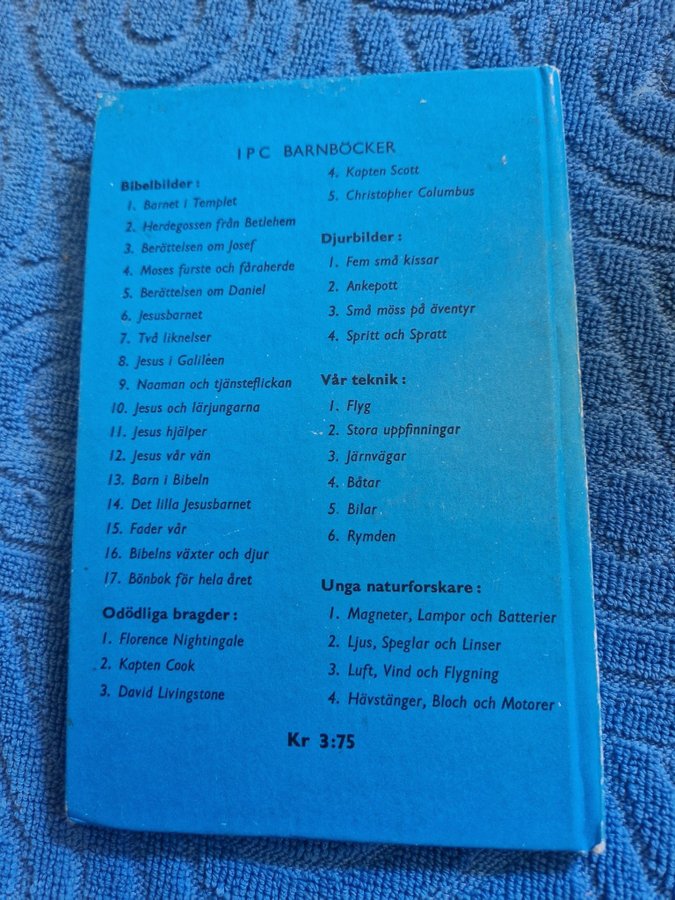 IPC BARNBÖCKER
Bibelbilder:
1. Barnet i Templet
2. Herdegossen från Betlehem
3. Berättelsen om Josef
4. Moses furste och fåraherde
5. Berättelsen om Daniel
6. Jesusbarnet
7. Två liknelser
8. Jesus i Galiléen
9. Naaman och tjänsteflickan
10. Jesus och lärjungarna
11. Jesus hjälper
12. Jesus vår vän
13. Barn i Bibeln
14. Det lilla Jesusbarnet
15. Fader vår
16. Bibelns växter och djur
17. Bönbok för hela året
Odödliga bragder:
1. Florence Nightingale
2. Kapten Cook
3. David Livingstone
4. Kapten Scott
5. Christopher Columbus
Djurbilder:
1. Fem små kissar
2. Ankepott
3. Små möss på äventyr
4. Spritt och Spratt
Vår teknik:
1. Flyg
2. Stora uppfinningar
3. Järnvägar
4. Båtar
5. Bilar
6. Rymden
Unga naturforskare:
1. Magneter, Lampor och Batterier
2. Ljus, Speglar och Linser
3. Luft, Vind och Flygning
4. Hävstänger, Bloch och Motorer
Kr 3:75